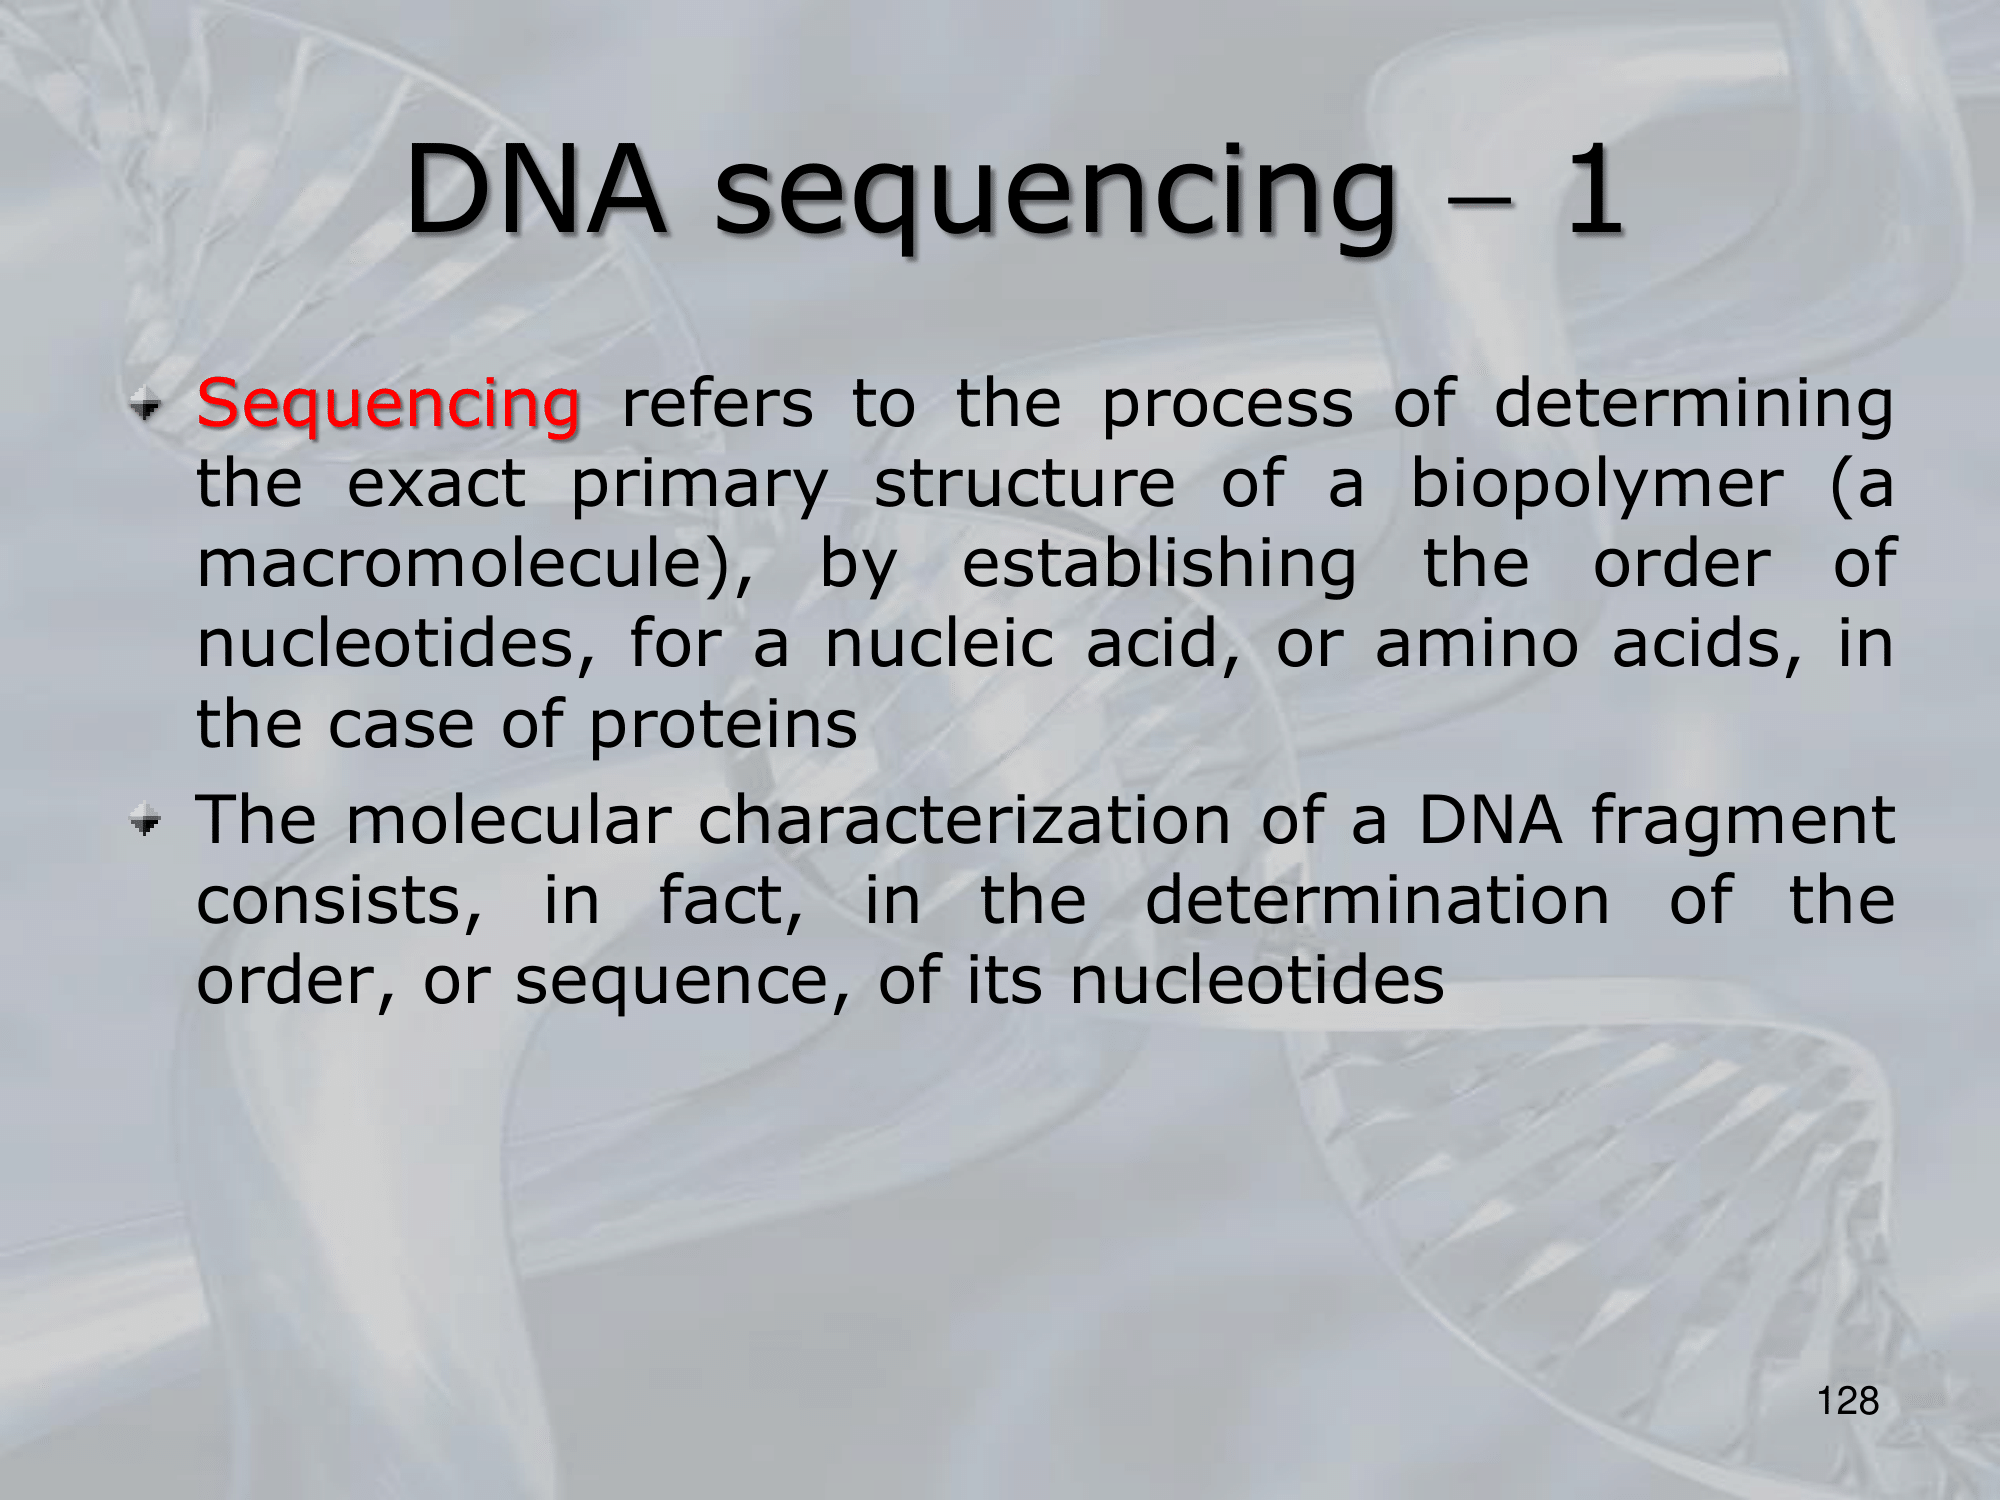 DNA sequencing – 1
Sequencing refers to the process of determining
the exact primary structure of a biopolymer (a
macromolecule), by establishing the order of
nucleotides, for a nucleic acid, or amino acids, in
the case of proteins
The molecular characterization of a DNA fragment
consists, in fact, in the determination of the
order, or sequence, of its nucleotides
128